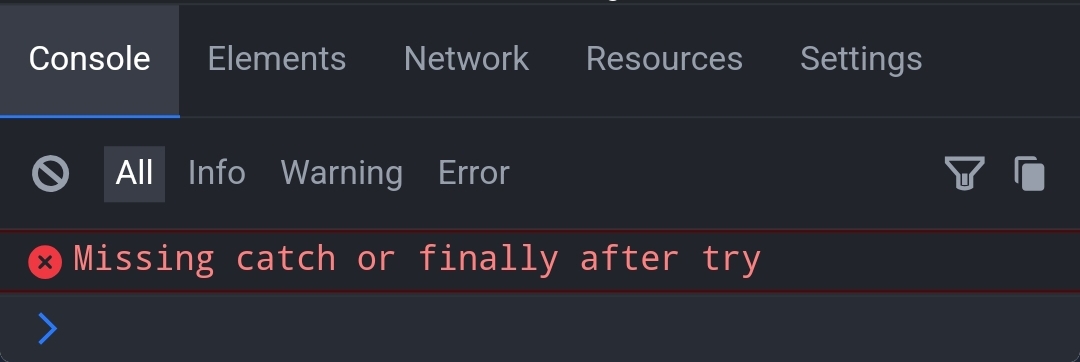 Console Elements Network Resources Settings
All Info Warning Error
Missing catch or finally after try